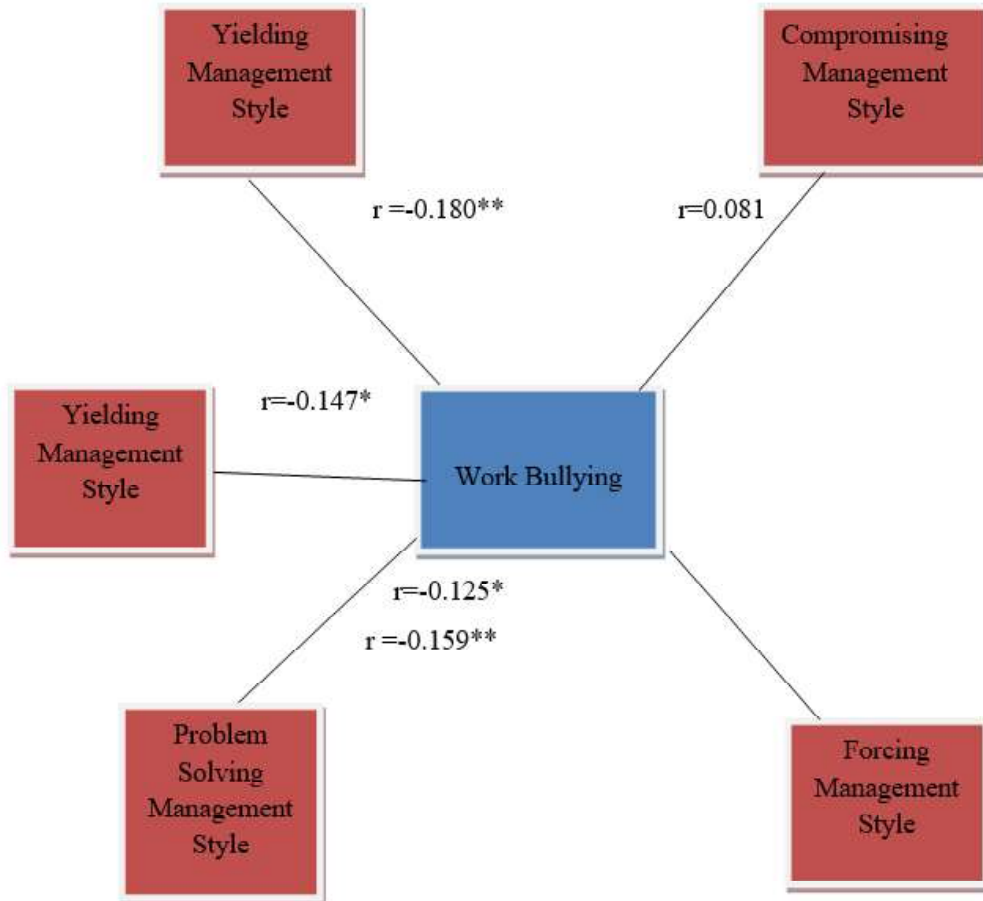 Yielding
Management
Style
Compromising
Management
Style
r =-0.180**
r=0.081
Yielding
Management
Style
r=-0.147*
Work Bullying
r=-0.125*
r =-0.159**
Problem
Solving
Management
Style
Forcing
Management
Style